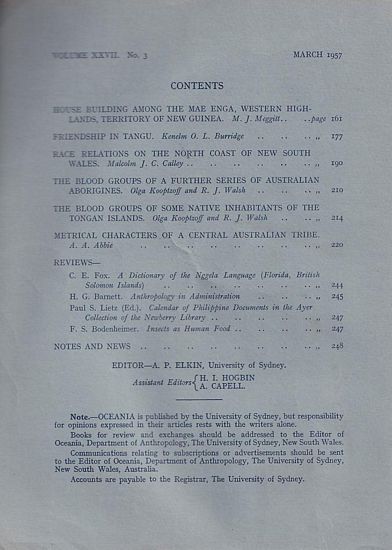 VOLUME XXVII. No. 3 MARCH 1957
CONTENTS
HOUSE BUILDING AMONG THE MAE ENGA, WESTERN HIGH-
LANDS, TERRITORY OF NEW GUINEA. M. J. Meggitt.. ..page 161
FRIENDSHIP IN TANGU. Kenelm O. L. Burridge .. .. .. „ 177
RACE RELATIONS ON THE NORTH COAST OF NEW SOUTH
WALES. Malcolm J. C. Calley .. .. .. .. .. .. „ 190
THE BLOOD GROUPS OF A FURTHER SERIES OF AUSTRALIAN
ABORIGINES. Olga Kooptzoff and R. J. Walsh .. .. .. „ 210
THE BLOOD GROUPS OF SOME NATIVE INHABITANTS OF THE
TONGAN ISLANDS. Olga Kooptzoff and R. J. Walsh .. .. „ 214
METRICAL CHARACTERS OF A CENTRAL AUSTRALIAN TRIBE.
A. A. Abbie .. .. .. .. .. .. .. .. „ 220
REVIEWS—
C. E. Fox. A Dictionary of the Nggela Language (Florida, British
Solomon Islands) .. .. .. .. .. .. „ 244
H. G. Barnett. Anthropology in Administration .. .. .. „ 245
Paul S. Lietz (Ed.). Calendar of Philippine Documents in the Ayer
Collection of the Newberry Library .. .. .. .. „ 247
F. S. Bodenheimer. Insects as Human Food .. .. .. .. „ 247
NOTES AND NEWS .. .. .. .. .. .. .. .. „ 248
EDITOR—A. P. ELKIN, University of Sydney.
Assistant Editors { H. I. HOGBIN
A. CAPELL.
Note.—OCEANIA is published by the University of Sydney, but responsibility
for opinions expressed in their articles rests with the writers alone.
Books for review and exchanges should be addressed to the Editor of
Oceania, Department of Anthropology, The University of Sydney, New South Wales.
Communications relating to subscriptions or advertisements should be sent
to the Editor of Oceania, Department of Anthropology, The University of Sydney,
New South Wales, Australia.
Accounts are payable to the Registrar, The University of Sydney.